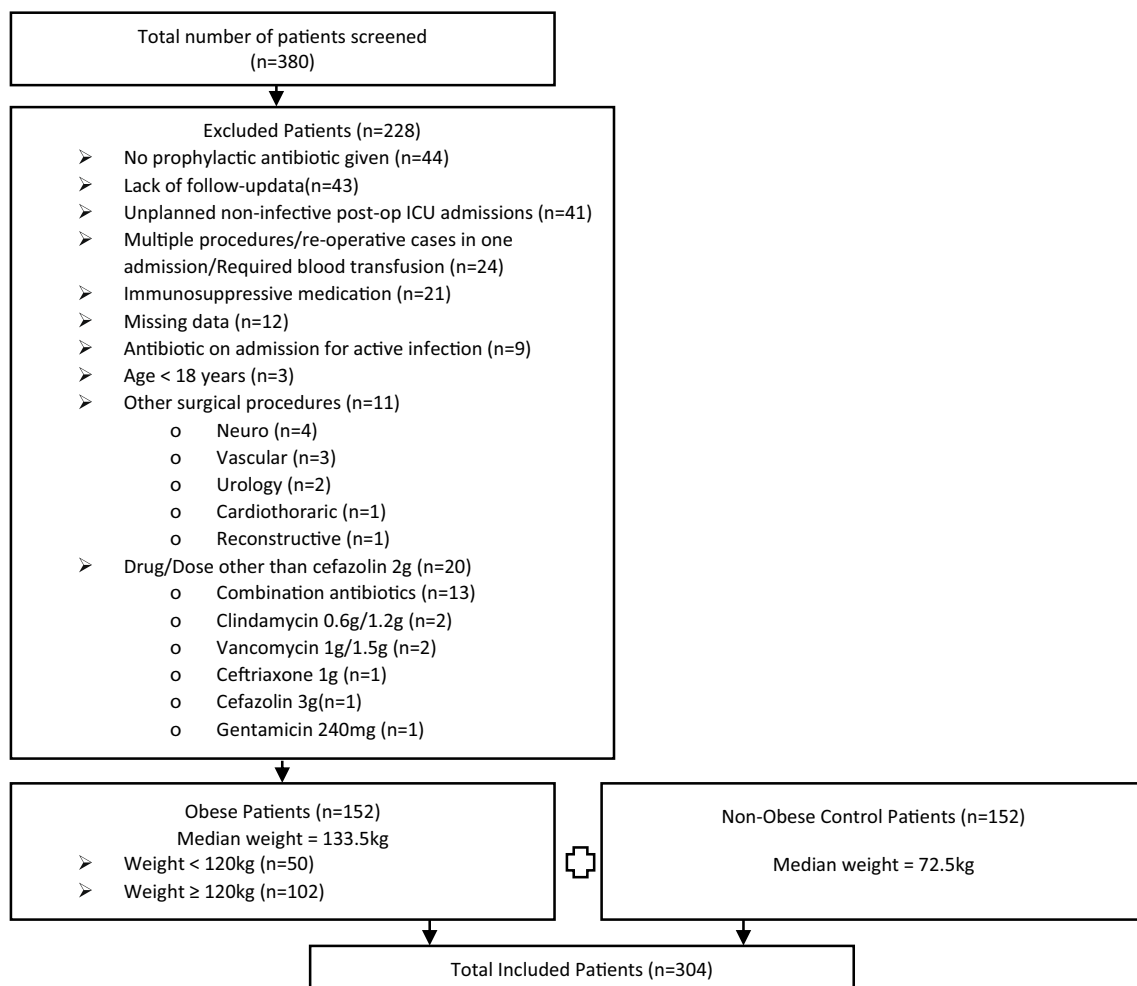 Total number of patients screened
(n=380)
Excluded Patients (n=228)
➢ No prophylactic antibiotic given (n=44)
➢ Lack of follow-updata(n=43)
➢ Unplanned non-infective post-op ICU admissions (n=41)
➢ Multiple procedures/re-operative cases in one
admission/Required blood transfusion (n=24)
➢ Immunosuppressive medication (n=21)
➢ Missing data (n=12)
➢ Antibiotic on admission for active infection (n=9)
➢ Age < 18 years (n=3)
➢ Other surgical procedures (n=11)
o Neuro (n=4)
o Vascular (n=3)
o Urology (n=2)
o Cardiothoraric (n=1)
o Reconstructive (n=1)
➢ Drug/Dose other than cefazolin 2g (n=20)
o Combination antibiotics (n=13)
o Clindamycin 0.6g/1.2g (n=2)
o Vancomycin 1g/1.5g (n=2)
o Ceftriaxone 1g (n=1)
o Cefazolin 3g(n=1)
o Gentamicin 240mg (n=1)
Obese Patients (n=152)
Median weight = 133.5kg
➢ Weight < 120kg (n=50)
➢ Weight ≥ 120kg (n=102)
Non-Obese Control Patients (n=152)
Median weight = 72.5kg
Total Included Patients (n=304)